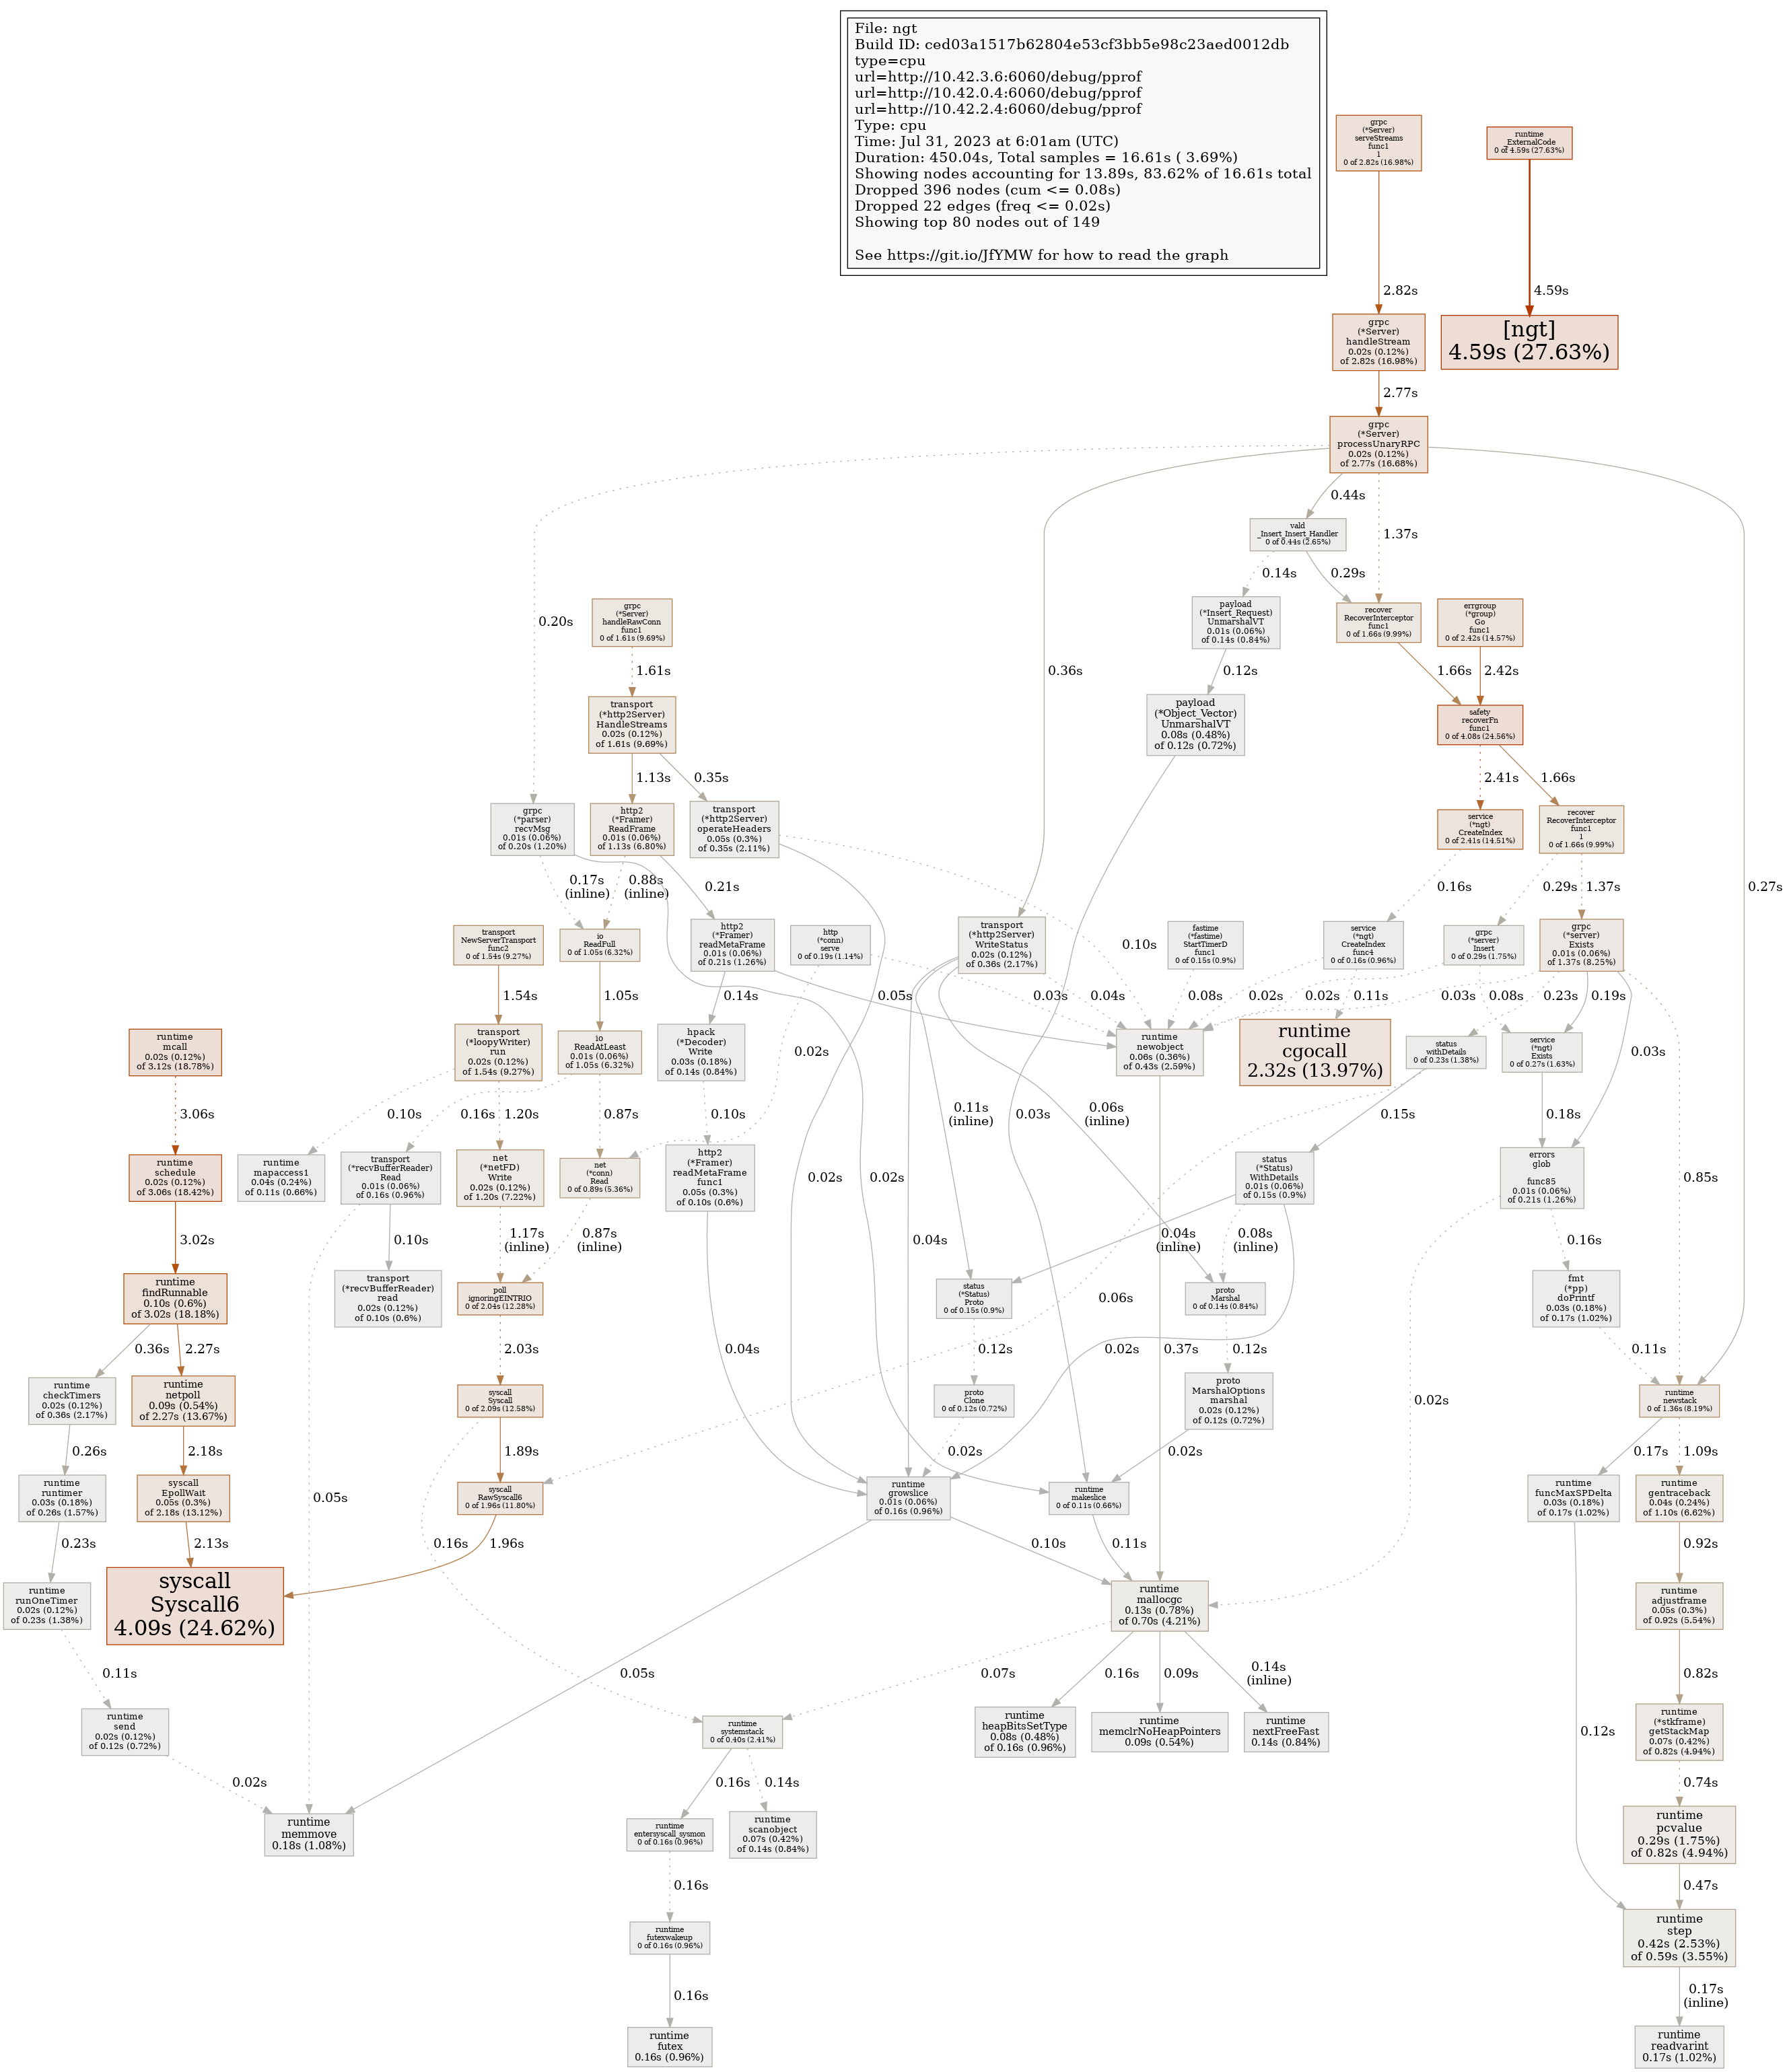 File: ngt
Build ID: ced03a1517b62804e53cf3bb5e98c23aed0012db
type=cpu
url=http://10.42.3.6:6060/debug/pprof
url=http://10.42.0.4:6060/debug/pprof
url=http://10.42.2.4:6060/debug/pprof
Type: cpu
Time: Jul 31, 2023 at 6:01am (UTC)
Duration: 450.04s, Total samples = 16.61s ( 3.69%)
Showing nodes accounting for 13.89s, 83.62% of 16.61s total
Dropped 396 nodes (cum <= 0.08s)
Dropped 22 edges (freq <= 0.02s)
Showing top 80 nodes out of 149
See https://git.io/JfYMW for how to read the graph
grpc
(*Server)
serveStreams
func1
1
0 of 2.82s (16.98%)
runtime
_ExternalCode
0 of 4.59s (27.63%)
2.82s
4.59s
grpc
(*Server)
handleStream
0.02s (0.12%)
of 2.82s (16.98%)
[ngt]
4.59s (27.63%)
2.77s
grpc
(*Server)
processUnaryRPC
0.02s (0.12%)
of 2.77s (16.68%)
0.44s
vald
_Insert_Insert_Handler
0 of 0.44s (2.65%)
1.37s
0.14s
0.29s
0.20s
0.36s
0.27s
grpc
(*Server)
handleRawConn
func1
0 of 1.61s (9.69%)
payload
(*Insert_Request)
UnmarshalVT
0.01s (0.06%)
of 0.14s (0.84%)
recover
RecoverInterceptor
func1
0 of 1.66s (9.99%)
errgroup
(*group)
Go
func1
0 of 2.42s (14.57%)
1.61s
0.12s
1.66s
2.42s
transport
(*http2Server)
HandleStreams
0.02s (0.12%)
of 1.61s (9.69%)
payload
(*Object_Vector)
UnmarshalVT
0.08s (0.48%)
of 0.12s (0.72%)
safety
recoverFn
func1
0 of 4.08s (24.56%)
1.13s
0.35s
2.41s
1.66s
grpc
(*parser)
recvMsg
0.01s (0.06%)
of 0.20s (1.20%)
http2
(*Framer)
ReadFrame
0.01s (0.06%)
of 1.13s (6.80%)
transport
(*http2Server)
operateHeaders
0.05s (0.3%)
of 0.35s (2.11%)
service
(*ngt)
CreateIndex
0 of 2.41s (14.51%)
recover
RecoverInterceptor
func1
1
0 of 1.66s (9.99%)
0.17s
(inline)
0.88s
(inline)
0.21s
0.16s
0.29s
1.37s
transport
NewServerTransport
func2
0 of 1.54s (9.27%)
io
ReadFull
0 of 1.05s (6.32%)
http2
(*Framer)
readMetaFrame
0.01s (0.06%)
of 0.21s (1.26%)
http
(*conn)
serve
0 of 0.19s (1.14%)
transport
(*http2Server)
WriteStatus
0.02s (0.12%)
of 0.36s (2.17%)
0.10s
fastime
(*fastime)
StartTimerD
func1
0 of 0.15s (0.9%)
service
(*ngt)
CreateIndex
func4
0 of 0.16s (0.96%)
grpc
(*server)
Insert
0 of 0.29s (1.75%)
grpc
(*server)
Exists
0.01s (0.06%)
of 1.37s (8.25%)
1.54s
1.05s
0.14s
0.05s
0.03s
0.04s
0.08s
0.02s
0.11s
0.02s
0.03s
0.08s
0.23s
0.19s
runtime
mcall
0.02s (0.12%)
of 3.12s (18.78%)
transport
(*loopyWriter)
run
0.02s (0.12%)
of 1.54s (9.27%)
io
ReadAtLeast
0.01s (0.06%)
of 1.05s (6.32%)
hpack
(*Decoder)
Write
0.03s (0.18%)
of 0.14s (0.84%)
0.02s
runtime
newobject
0.06s (0.36%)
of 0.43s (2.59%)
runtime
cgocall
2.32s (13.97%)
status
withDetails
0 of 0.23s (1.38%)
service
(*ngt)
Exists
0 of 0.27s (1.63%)
0.03s
3.06s
0.10s
0.16s
1.20s
0.87s
0.10s
0.11s
(inline)
0.06s
(inline)
0.03s
0.15s
0.18s
runtime
schedule
0.02s (0.12%)
of 3.06s (18.42%)
runtime
mapaccess1
0.04s (0.24%)
of 0.11s (0.66%)
transport
(*recvBufferReader)
Read
0.01s (0.06%)
of 0.16s (0.96%)
net
(*netFD)
Write
0.02s (0.12%)
of 1.20s (7.22%)
net
(*conn)
Read
0 of 0.89s (5.36%)
http2
(*Framer)
readMetaFrame
func1
0.05s (0.3%)
of 0.10s (0.6%)
0.02s
0.02s
status
(*Status)
WithDetails
0.01s (0.06%)
of 0.15s (0.9%)
errors
glob

func85
0.01s (0.06%)
of 0.21s (1.26%)
0.85s
3.02s
0.10s
1.17s
(inline)
0.87s
(inline)
0.04s
0.04s
(inline)
0.08s
(inline)
0.16s
runtime
findRunnable
0.10s (0.6%)
of 3.02s (18.18%)
transport
(*recvBufferReader)
read
0.02s (0.12%)
of 0.10s (0.6%)
poll
ignoringEINTRIO
0 of 2.04s (12.28%)
status
(*Status)
Proto
0 of 0.15s (0.9%)
0.06s
proto
Marshal
0 of 0.14s (0.84%)
fmt
(*pp)
doPrintf
0.03s (0.18%)
of 0.17s (1.02%)
0.36s
2.27s
2.03s
0.04s
0.12s
0.02s
0.37s
0.12s
0.11s
runtime
checkTimers
0.02s (0.12%)
of 0.36s (2.17%)
runtime
netpoll
0.09s (0.54%)
of 2.27s (13.67%)
syscall
Syscall
0 of 2.09s (12.58%)
proto
Clone
0 of 0.12s (0.72%)
proto
MarshalOptions
marshal
0.02s (0.12%)
of 0.12s (0.72%)
0.02s
runtime
newstack
0 of 1.36s (8.19%)
0.26s
2.18s
1.89s
0.02s
0.02s
0.17s
1.09s
runtime
runtimer
0.03s (0.18%)
of 0.26s (1.57%)
syscall
EpollWait
0.05s (0.3%)
of 2.18s (13.12%)
0.05s
syscall
RawSyscall6
0 of 1.96s (11.80%)
runtime
growslice
0.01s (0.06%)
of 0.16s (0.96%)
runtime
makeslice
0 of 0.11s (0.66%)
runtime
funcMaxSPDelta
0.03s (0.18%)
of 0.17s (1.02%)
runtime
gentraceback
0.04s (0.24%)
of 1.10s (6.62%)
0.23s
2.13s
0.16s
1.96s
0.10s
0.11s
0.92s
runtime
runOneTimer
0.02s (0.12%)
of 0.23s (1.38%)
syscall
Syscall6
4.09s (24.62%)
runtime
mallocgc
0.13s (0.78%)
of 0.70s (4.21%)
runtime
adjustframe
0.05s (0.3%)
of 0.92s (5.54%)
0.11s
0.05s
0.07s
0.16s
0.09s
0.14s
(inline)
0.82s
runtime
send
0.02s (0.12%)
of 0.12s (0.72%)
runtime
systemstack
0 of 0.40s (2.41%)
runtime
heapBitsSetType
0.08s (0.48%)
of 0.16s (0.96%)
runtime
memclrNoHeapPointers
0.09s (0.54%)
runtime
nextFreeFast
0.14s (0.84%)
0.12s
runtime
(*stkframe)
getStackMap
0.07s (0.42%)
of 0.82s (4.94%)
0.02s
0.16s
0.14s
0.74s
runtime
memmove
0.18s (1.08%)
runtime
entersyscall_sysmon
0 of 0.16s (0.96%)
runtime
scanobject
0.07s (0.42%)
of 0.14s (0.84%)
runtime
pcvalue
0.29s (1.75%)
of 0.82s (4.94%)
0.16s
0.47s
runtime
futexwakeup
0 of 0.16s (0.96%)
runtime
step
0.42s (2.53%)
of 0.59s (3.55%)
0.16s
0.17s
(inline)
runtime
futex
0.16s (0.96%)
runtime
readvarint
0.17s (1.02%)